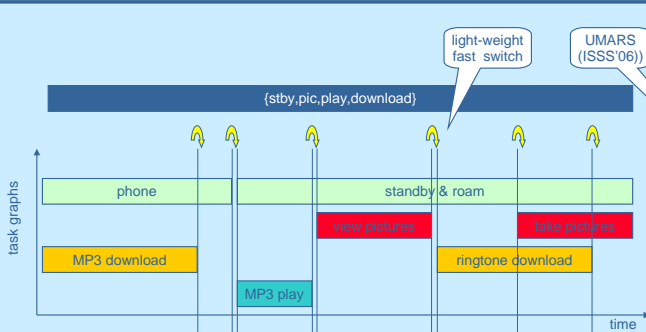 light-weight
fast switch
UMARS
(ISSS'06))
{stby,pic,play,download}
task graphs
phone
standby & roam
view pictures
take pictures
MP3 download
ringtone download
MP3 play
time